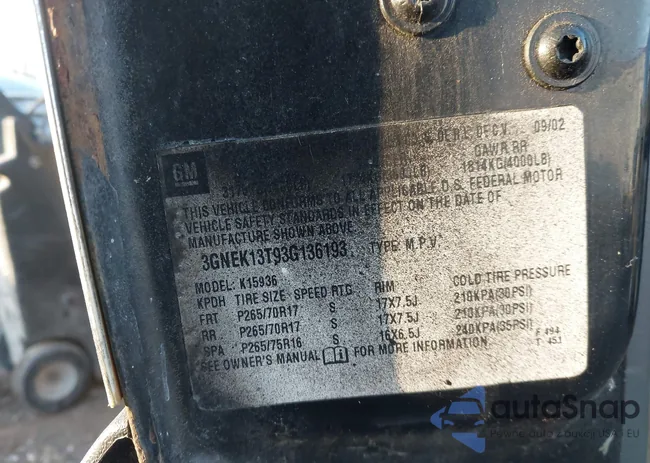 DE C.V. 09/02
GM GAWR RR
1814KG(4000LB)
THIS VEHICLE CONFORMS TO ALL APPLICABLE U.S. FEDERAL MOTOR
VEHICLE SAFETY STANDARDS IN EFFECT ON THE DATE OF
MANUFACTURE SHOWN ABOVE
3GNEK13T93G136193 TYPE: M.P.V.
MODEL: K15936
KPDH TIRE SIZE SPEED RTG RIM COLD TIRE PRESSURE
FRT P265/70R17 S 17X7.5J 210KPA(30PSI)
RR P265/70R17 S 17X7.5J 210KPA(30PSI)
SPA P265/75R16 S 16X6.5J 240KPA(35PSI)
SEE OWNER'S MANUAL FOR MORE INFORMATION
F 494
T 451
autoSnap